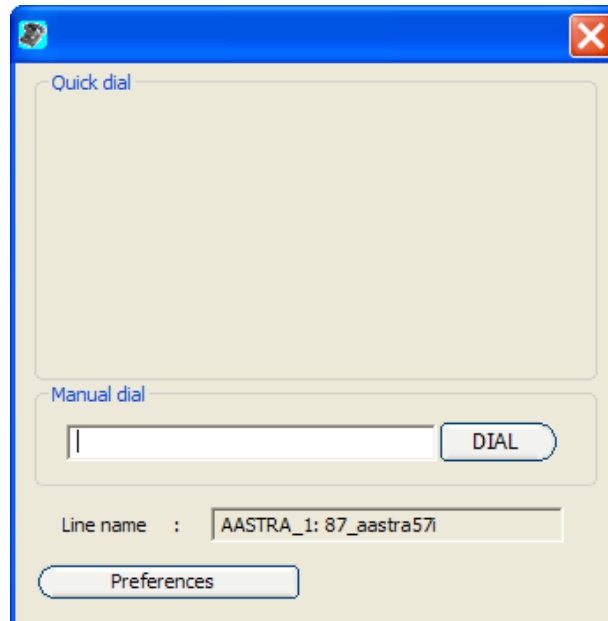 Quick dial
Manual dial
DIAL
Line name : AASTRA_1: 87_aastra57i
Preferences